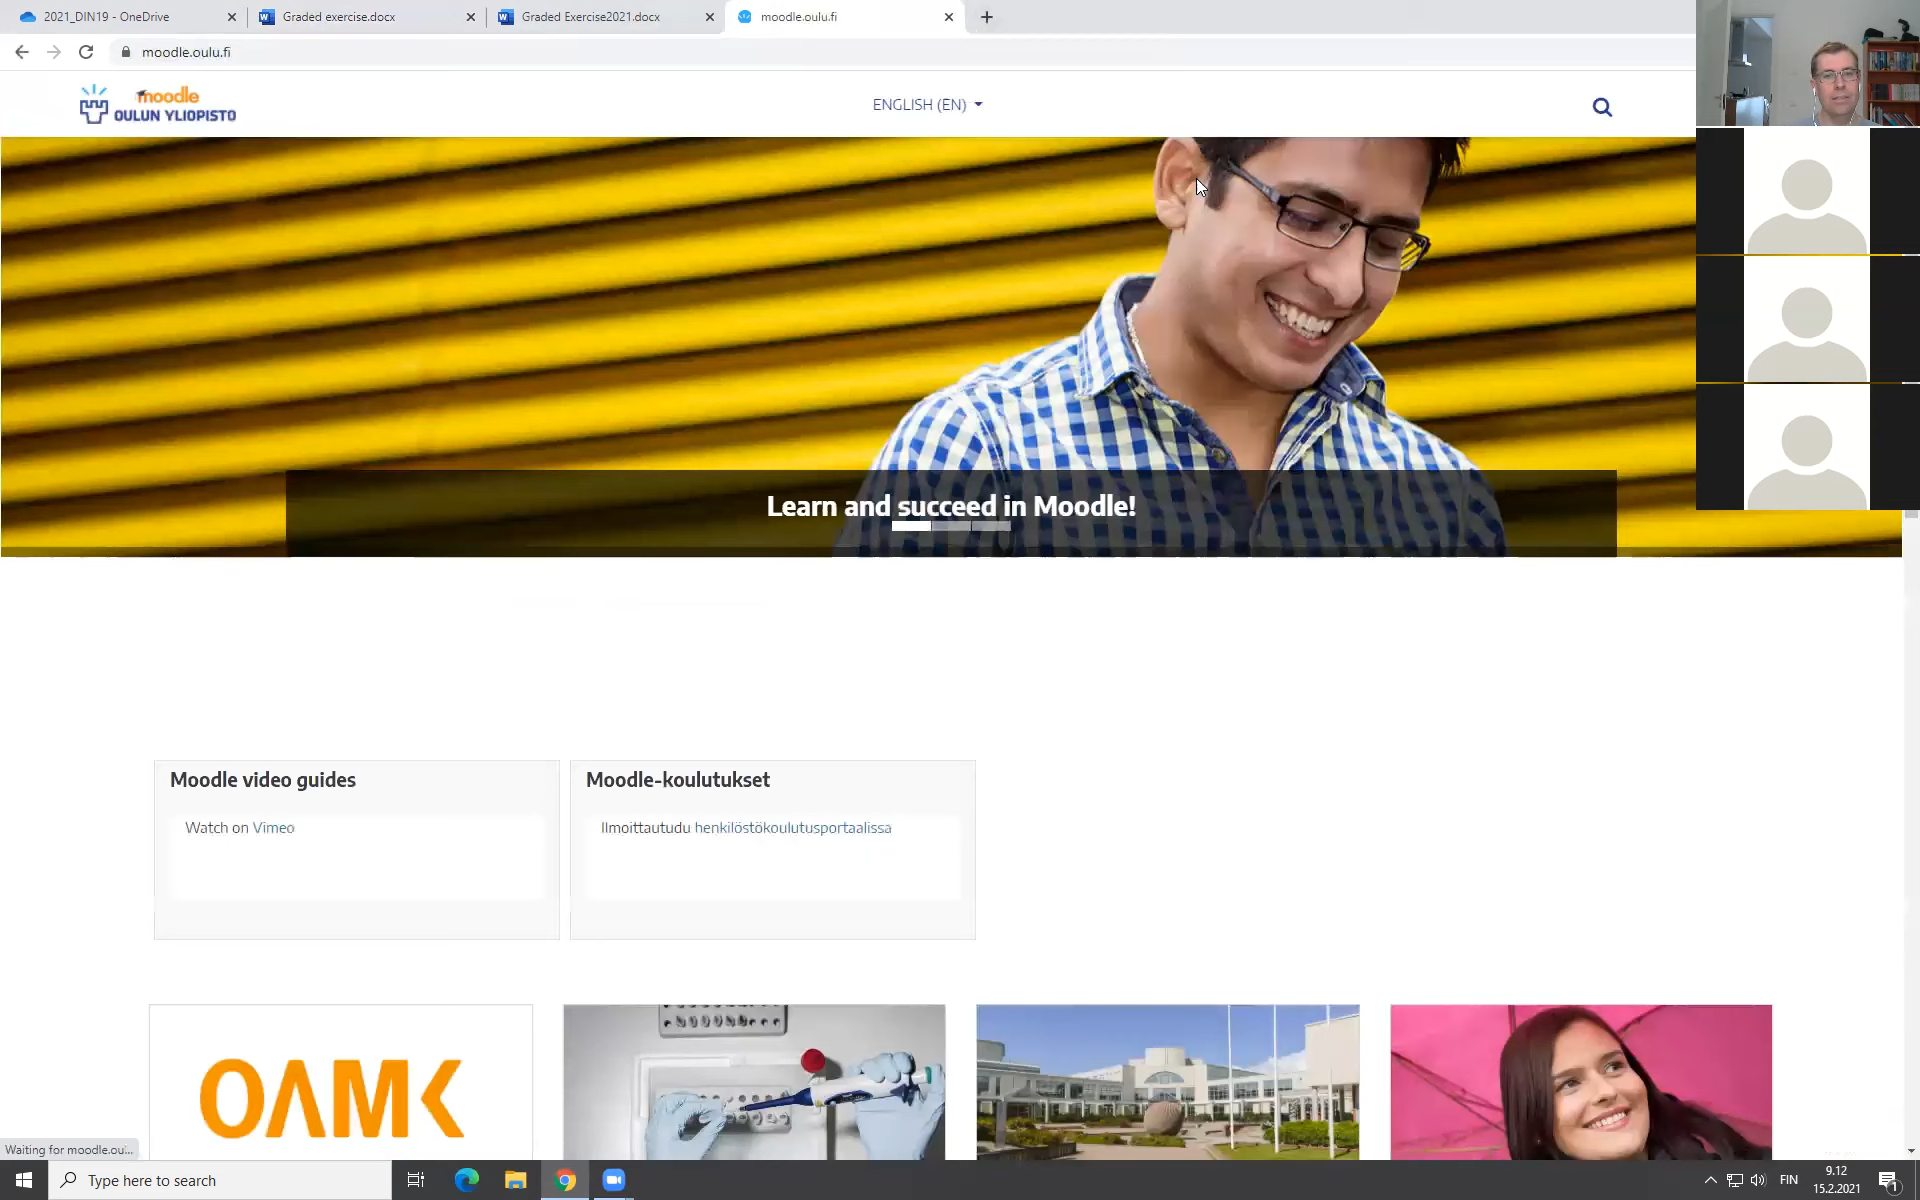 2021_DIN19 - OneDrive
Graded exercise.docx
Graded Exercise2021.docx
moodle.oulu.fi
moodle.oulu.fi
moodle
OULUN YLIOPISTO
ENGLISH (EN)
Learn and succeed in Moodle!
Moodle video guides
Watch on Vimeo
Moodle-koulutukset
Ilmoittautudu henkilöstökoulutusportaalissa
OAMK
Waiting for moodle.ou...
Type here to search
FIN
9.12
15.2.2021
1